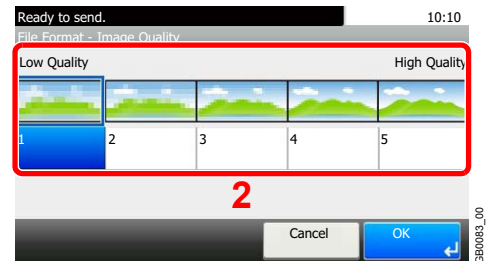 Ready to send.
10:10
File Format - Image Quality
Low Quality
High Quality
1
2
3
4
5
2
Cancel
OK
GB0083_00